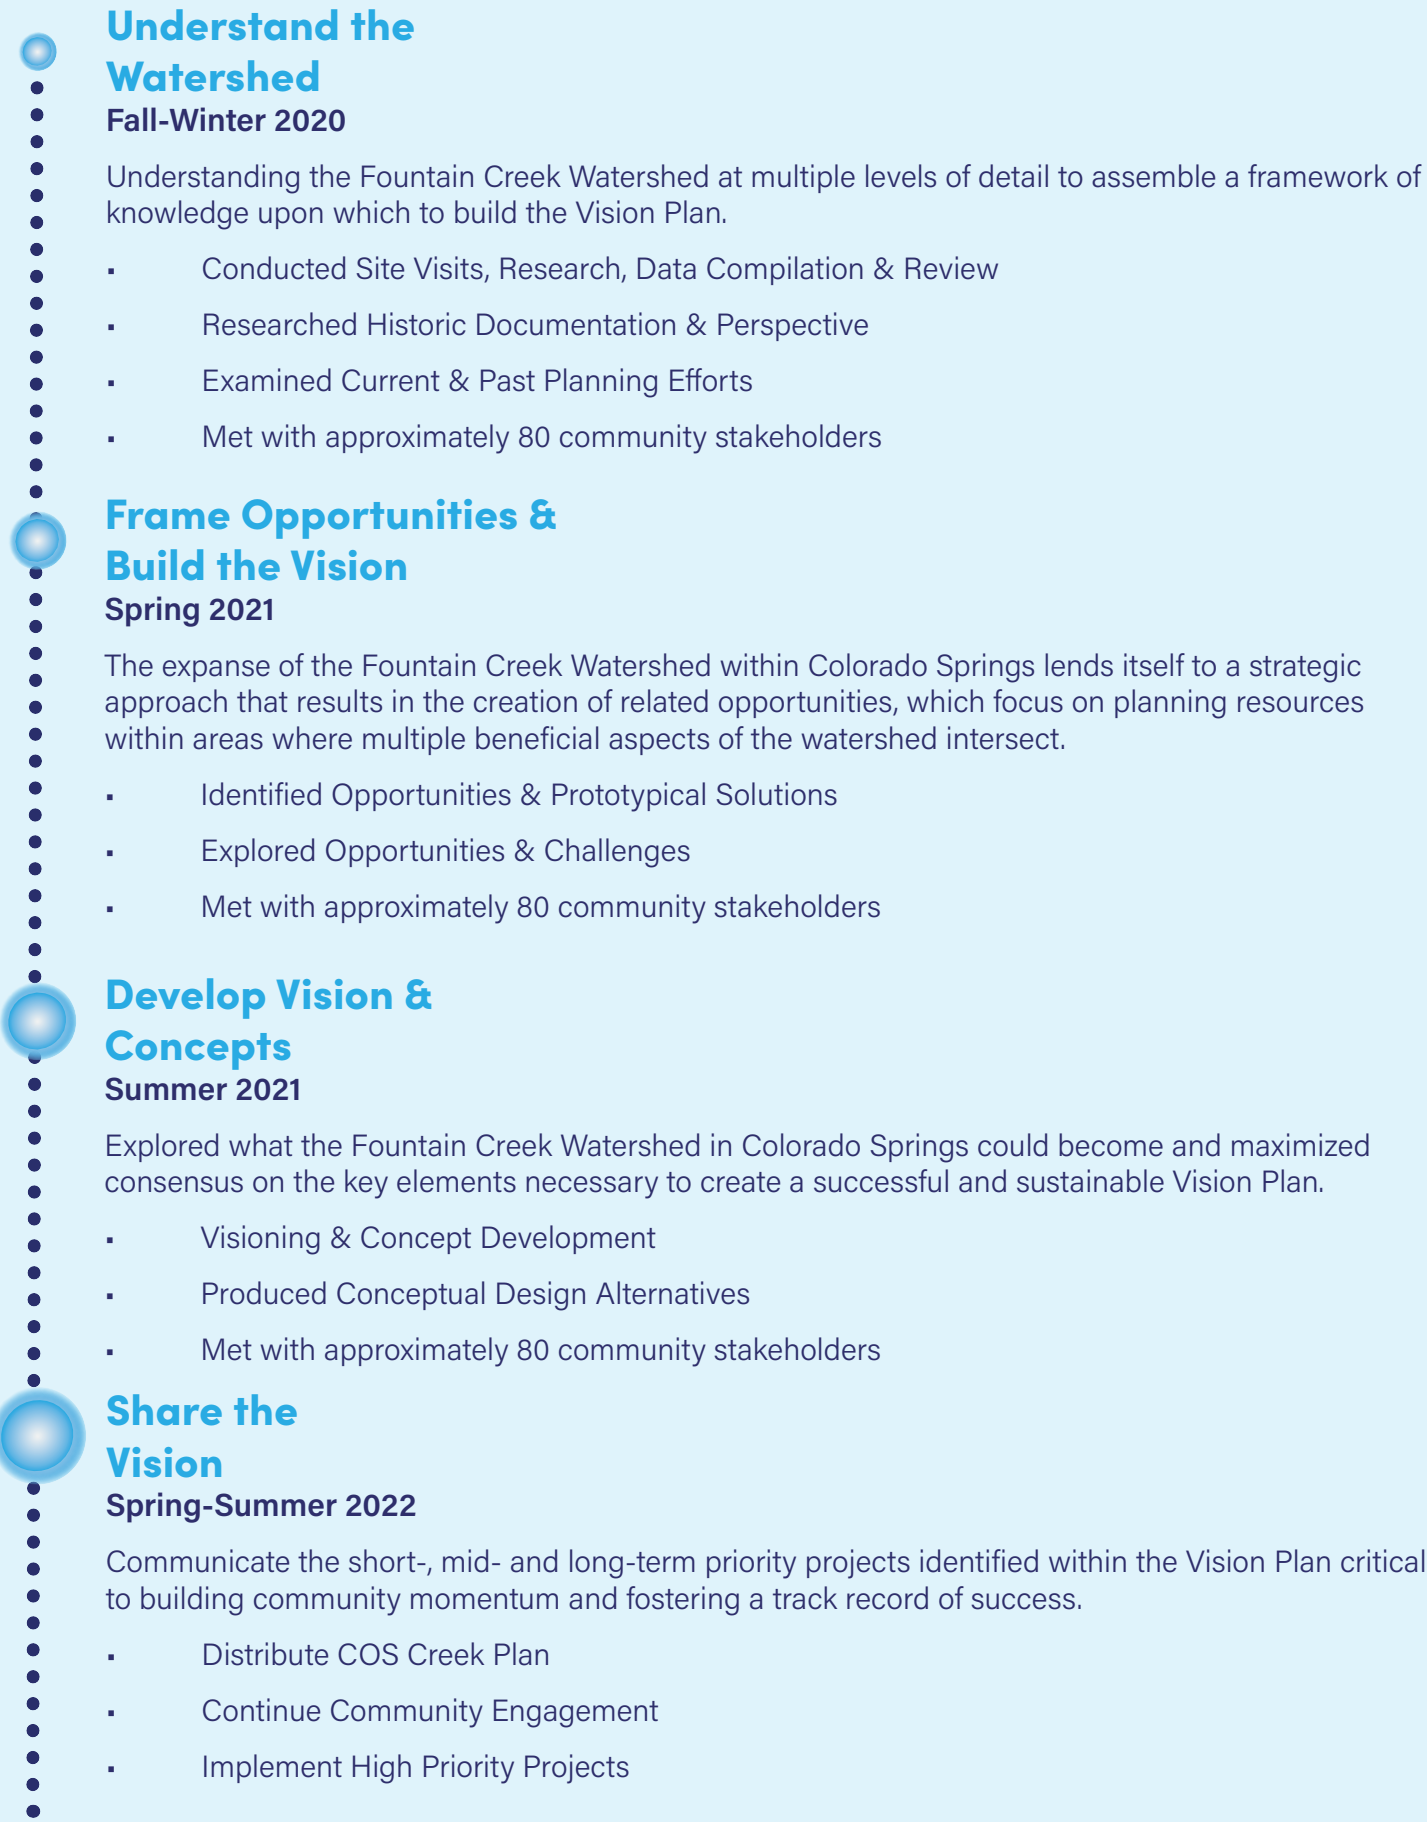 Understand the
Watershed
Fall-Winter 2020
Understanding the Fountain Creek Watershed at multiple levels of detail to assemble a framework of
knowledge upon which to build the Vision Plan.
▪ Conducted Site Visits, Research, Data Compilation & Review
▪ Researched Historic Documentation & Perspective
▪ Examined Current & Past Planning Efforts
▪ Met with approximately 80 community stakeholders
Frame Opportunities &
Build the Vision
Spring 2021
The expanse of the Fountain Creek Watershed within Colorado Springs lends itself to a strategic
approach that results in the creation of related opportunities, which focus on planning resources
within areas where multiple beneficial aspects of the watershed intersect.
▪ Identified Opportunities & Prototypical Solutions
▪ Explored Opportunities & Challenges
▪ Met with approximately 80 community stakeholders
Develop Vision &
Concepts
Summer 2021
Explored what the Fountain Creek Watershed in Colorado Springs could become and maximized
consensus on the key elements necessary to create a successful and sustainable Vision Plan.
▪ Visioning & Concept Development
▪ Produced Conceptual Design Alternatives
▪ Met with approximately 80 community stakeholders
Share the
Vision
Spring-Summer 2022
Communicate the short-, mid- and long-term priority projects identified within the Vision Plan critical
to building community momentum and fostering a track record of success.
▪ Distribute COS Creek Plan
▪ Continue Community Engagement
▪ Implement High Priority Projects